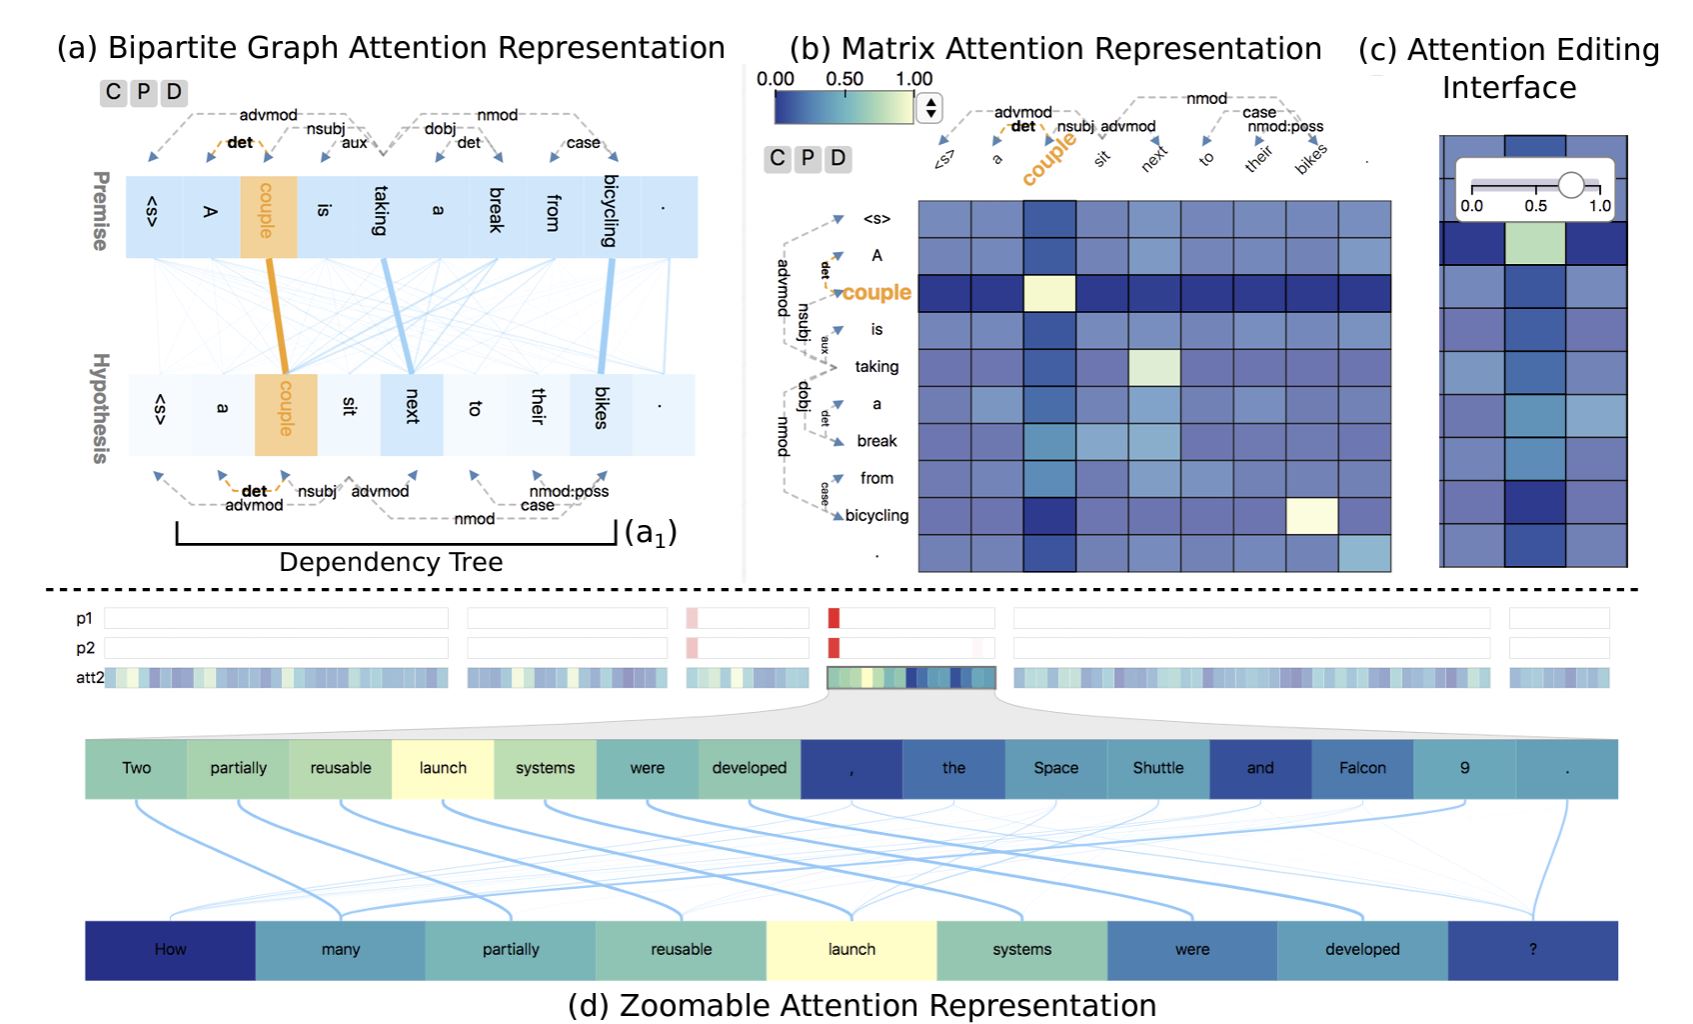 (a) Bipartite Graph Attention Representation
C P D
advmod
nmod
det
nsubj
aux
dobj
det
case
Premise
<s> A couple is taking a break from bicycling .
Hypothesis
<s> a couple sit next to their bikes .
det
nsubj
advmod
nmod:poss
advmod
case
nmod
(a1)
Dependency Tree
(b) Matrix Attention Representation
0.00 0.50 1.00
C P D
nmod
advmod
case
det
nsubj
advmod
nmod:poss
<s> a couple sit next to their bikes .
advmod
det
nsubj
aux
dobj
det
nmod
case
<s>
A
couple
is
taking
a
break
from
bicycling
.
(c) Attention Editing
Interface
0.0 0.5 1.0
p1
p2
att2
Two partially reusable launch systems were developed , the Space Shuttle and Falcon 9 .
How many partially reusable launch systems were developed ?
(d) Zoomable Attention Representation